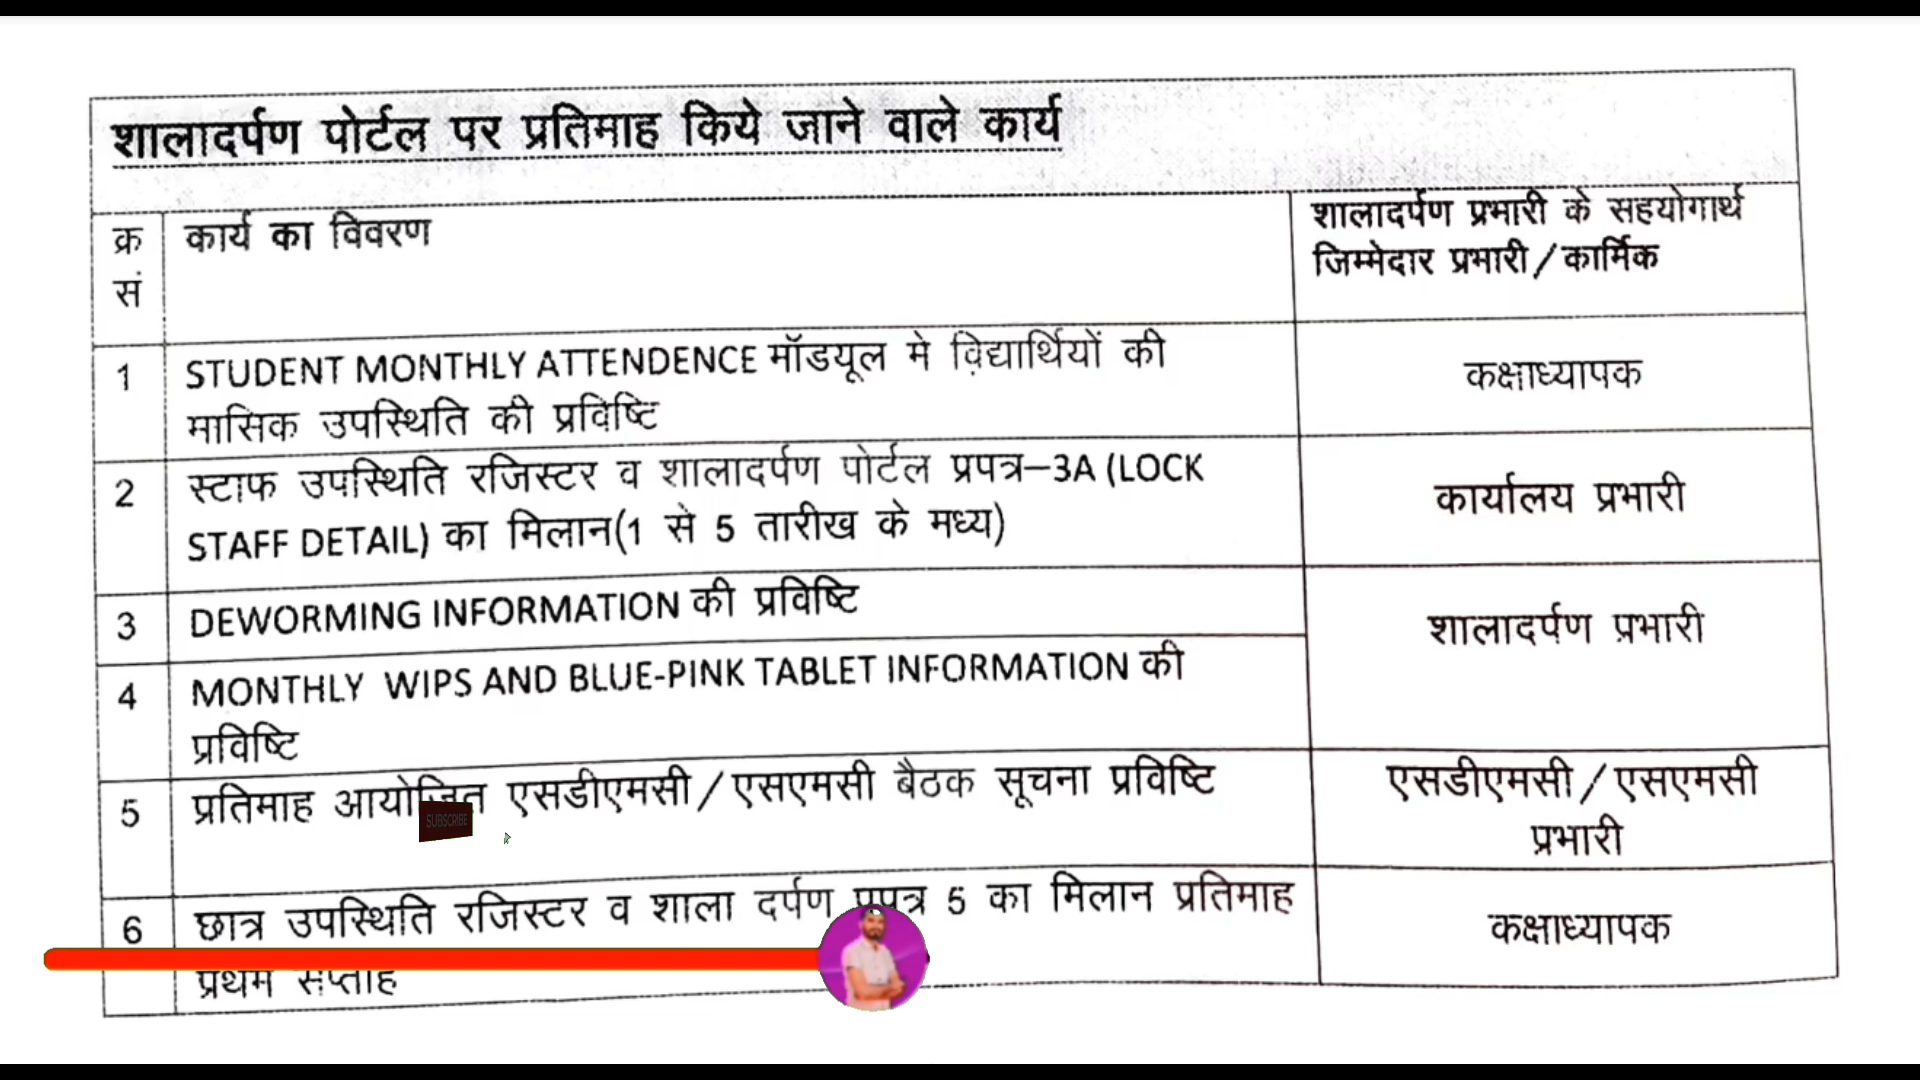 शालादर्पण पोर्टल पर प्रतिमाह किये जाने वाले कार्य
क्र सं
कार्य का विवरण
शालादर्पण प्रभारी के सहयोगार्थ
जिम्मेदार प्रभारी/कार्मिक
1
STUDENT MONTHLY ATTENDENCE मॉडयूल मे विद्यार्थियों की
मासिक उपस्थिति की प्रविष्टि
कक्षाध्यापक
2
स्टाफ उपस्थिति रजिस्टर व शालादर्पण पोर्टल प्रपत्र–3A (LOCK
STAFF DETAIL) का मिलान(1 से 5 तारीख के मध्य)
कार्यालय प्रभारी
3
DEWORMING INFORMATION की प्रविष्टि
शालादर्पण प्रभारी
4
MONTHLY WIPS AND BLUE-PINK TABLET INFORMATION की
प्रविष्टि
5
प्रतिमाह आयोजित एसडीएमसी/एसएमसी बैठक सूचना प्रविष्टि
एसडीएमसी/एसएमसी
प्रभारी
SUBSCRIBE
6
छात्र उपस्थिति रजिस्टर व शाला दर्पण प्रपत्र 5 का मिलान प्रतिमाह
प्रथम सप्ताह
कक्षाध्यापक